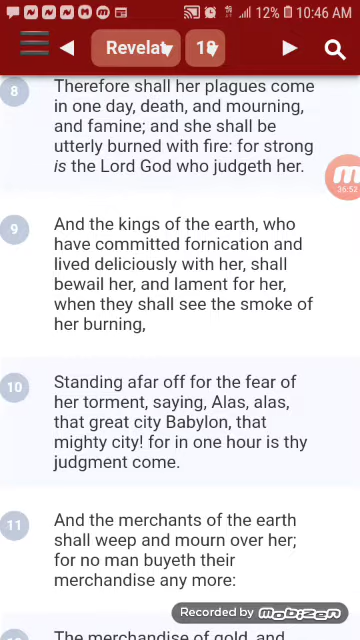 12% 10:46 AM
Revelat 18
8 Therefore shall her plagues come
in one day, death, and mourning,
and famine; and she shall be
utterly burned with fire: for strong
is the Lord God who judgeth her.
36:52
9 And the kings of the earth, who
have committed fornication and
lived deliciously with her, shall
bewail her, and lament for her,
when they shall see the smoke of
her burning,
10 Standing afar off for the fear of
her torment, saying, Alas, alas,
that great city Babylon, that
mighty city! for in one hour is thy
judgment come.
11 And the merchants of the earth
shall weep and mourn over her;
for no man buyeth their
merchandise any more:
Recorded by mobizen
The merchandise of gold, and